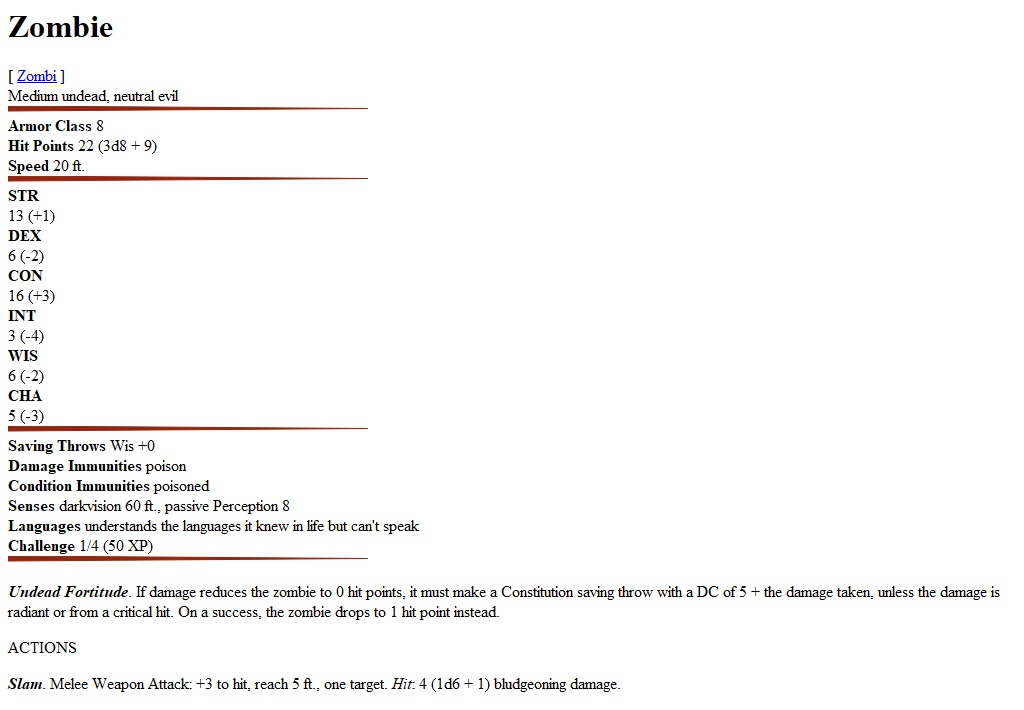 Zombie
[ Zombi ]
Medium undead, neutral evil
Armor Class 8
Hit Points 22 (3d8 + 9)
Speed 20 ft.
STR
13 (+1)
DEX
6 (-2)
CON
16 (+3)
INT
3 (-4)
WIS
6 (-2)
CHA
5 (-3)
Saving Throws Wis +0
Damage Immunities poison
Condition Immunities poisoned
Senses darkvision 60 ft., passive Perception 8
Languages understands the languages it knew in life but can't speak
Challenge 1/4 (50 XP)
Undead Fortitude. If damage reduces the zombie to 0 hit points, it must make a Constitution saving throw with a DC of 5 + the damage taken, unless the damage is
radiant or from a critical hit. On a success, the zombie drops to 1 hit point instead.
ACTIONS
Slam. Melee Weapon Attack: +3 to hit, reach 5 ft., one target. Hit: 4 (1d6 + 1) bludgeoning damage.